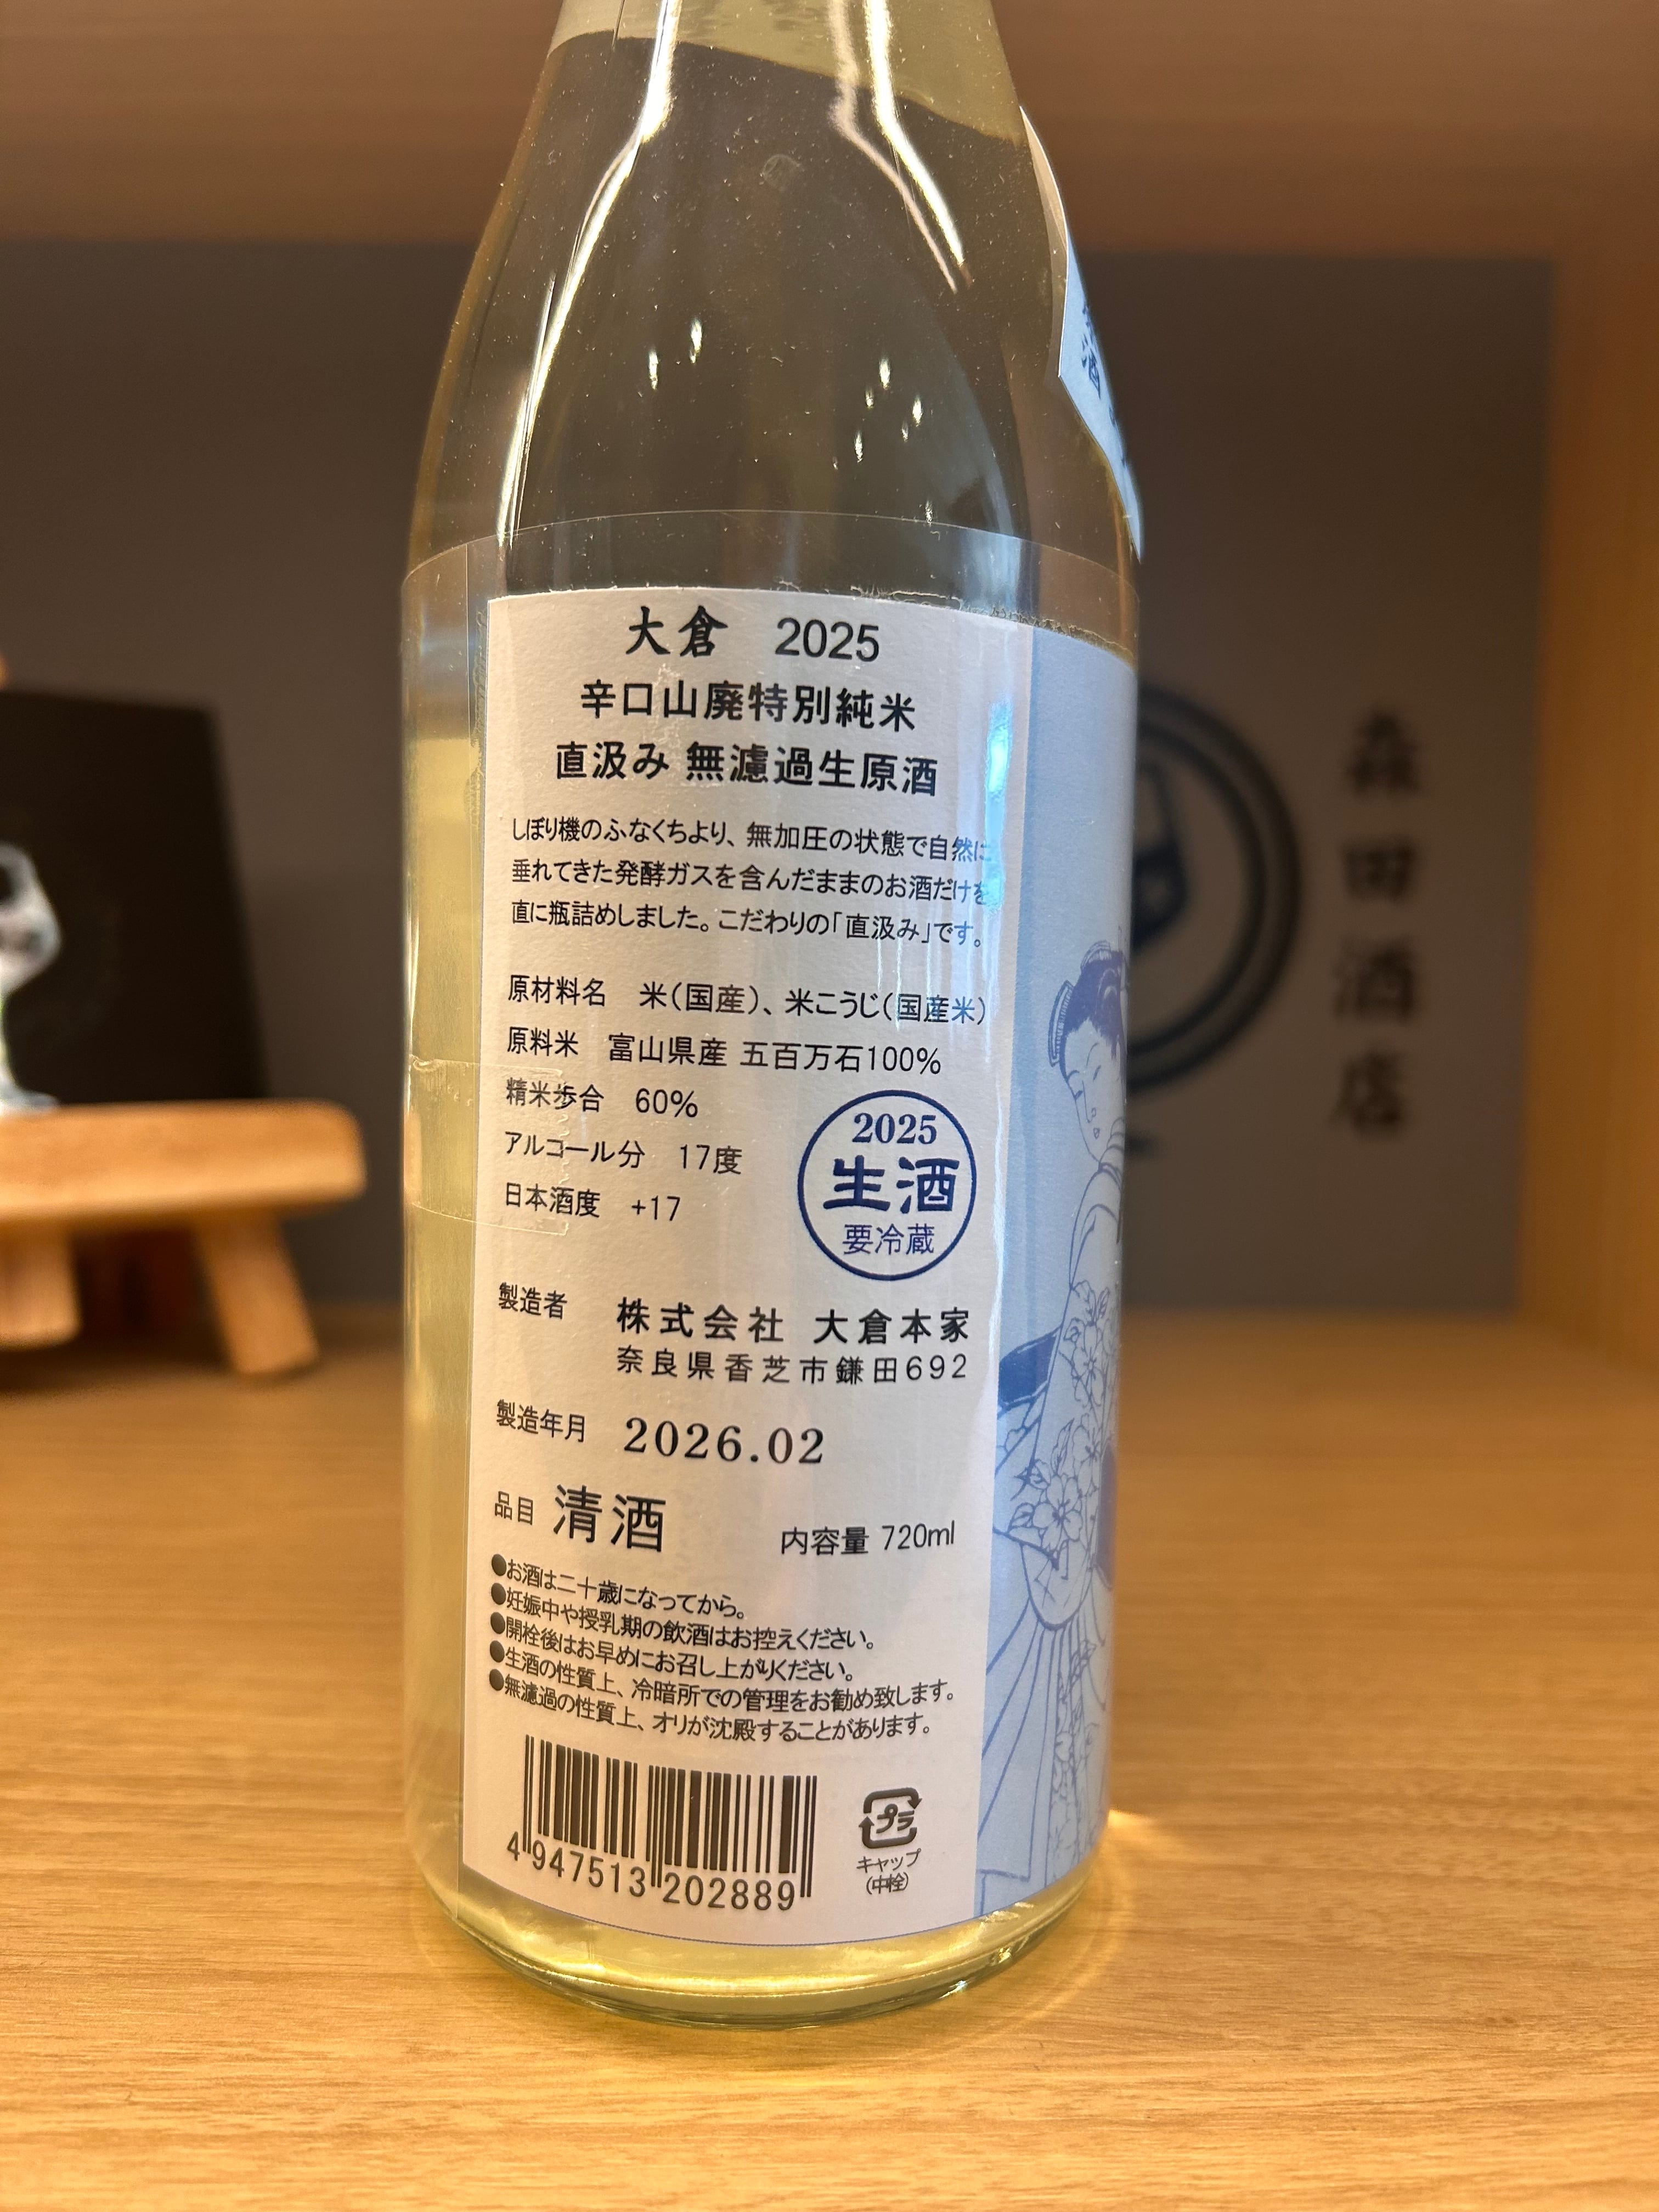 大倉 2025
辛口山廃特別純米
直汲み 無濾過生原酒
しぼり機のふなくちより、無加圧の状態で自然に
垂れてきた発酵ガスを含んだままのお酒だけを
直に瓶詰めしました。こだわりの「直汲み」です。
原材料名 米(国産)、米こうじ(国産米)
原料米 富山県産 五百万石100%
精米歩合 60%
アルコール分 17度
日本酒度 +17
2025
生酒
要冷蔵
製造者 株式会社 大倉本家
奈良県香芝市鎌田692
製造年月 2026.02
品目 清酒 内容量 720ml
●お酒は二十歳になってから。
●妊娠中や授乳期の飲酒はお控えください。
●開栓後はお早めにお召し上がりください。
●生酒の性質上、冷暗所での管理をお勧め致します。
●無濾過の性質上、オリが沈殿することがあります。
4 947513 202889
プラ
キャップ
(中栓)
酒
森田酒店